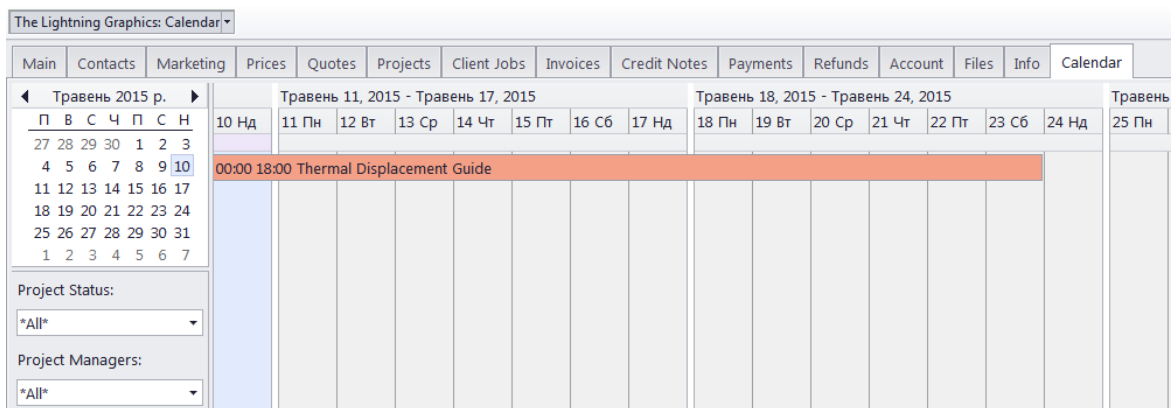 The Lightning Graphics: Calendar
Main Contacts Marketing Prices Quotes Projects Client Jobs Invoices Credit Notes Payments Refunds Account Files Info Calendar
Травень 2015 р.
П В С Ч П С Н
27 28 29 30 1 2 3
4 5 6 7 8 9 10
11 12 13 14 15 16 17
18 19 20 21 22 23 24
25 26 27 28 29 30 31
1 2 3 4 5 6 7
Project Status:
*All*
Project Managers:
*All*
Травень 11, 2015 - Травень 17, 2015 Травень 18, 2015 - Травень 24, 2015 Травень
10 Нд 11 Пн 12 Вт 13 Ср 14 Чт 15 Пт 16 Сб 17 Нд 18 Пн 19 Вт 20 Ср 21 Чт 22 Пт 23 Сб 24 Нд 25 Пн
00:00 18:00 Thermal Displacement Guide